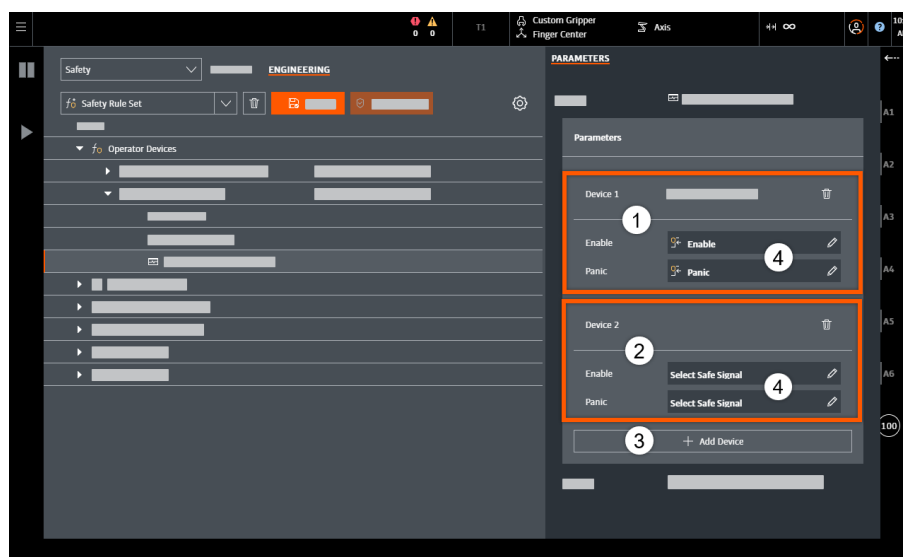 0 0
T1
Custom Gripper
Finger Center
Axis
Safety
ENGINEERING
Safety Rule Set
Operator Devices
PARAMETERS
Parameters
Device 1
1
Enable
Enable
4
Panic
Panic
Device 2
2
Enable
Select Safe Signal
4
Panic
Select Safe Signal
3
+ Add Device
A1
A2
A3
A4
A5
A6
100